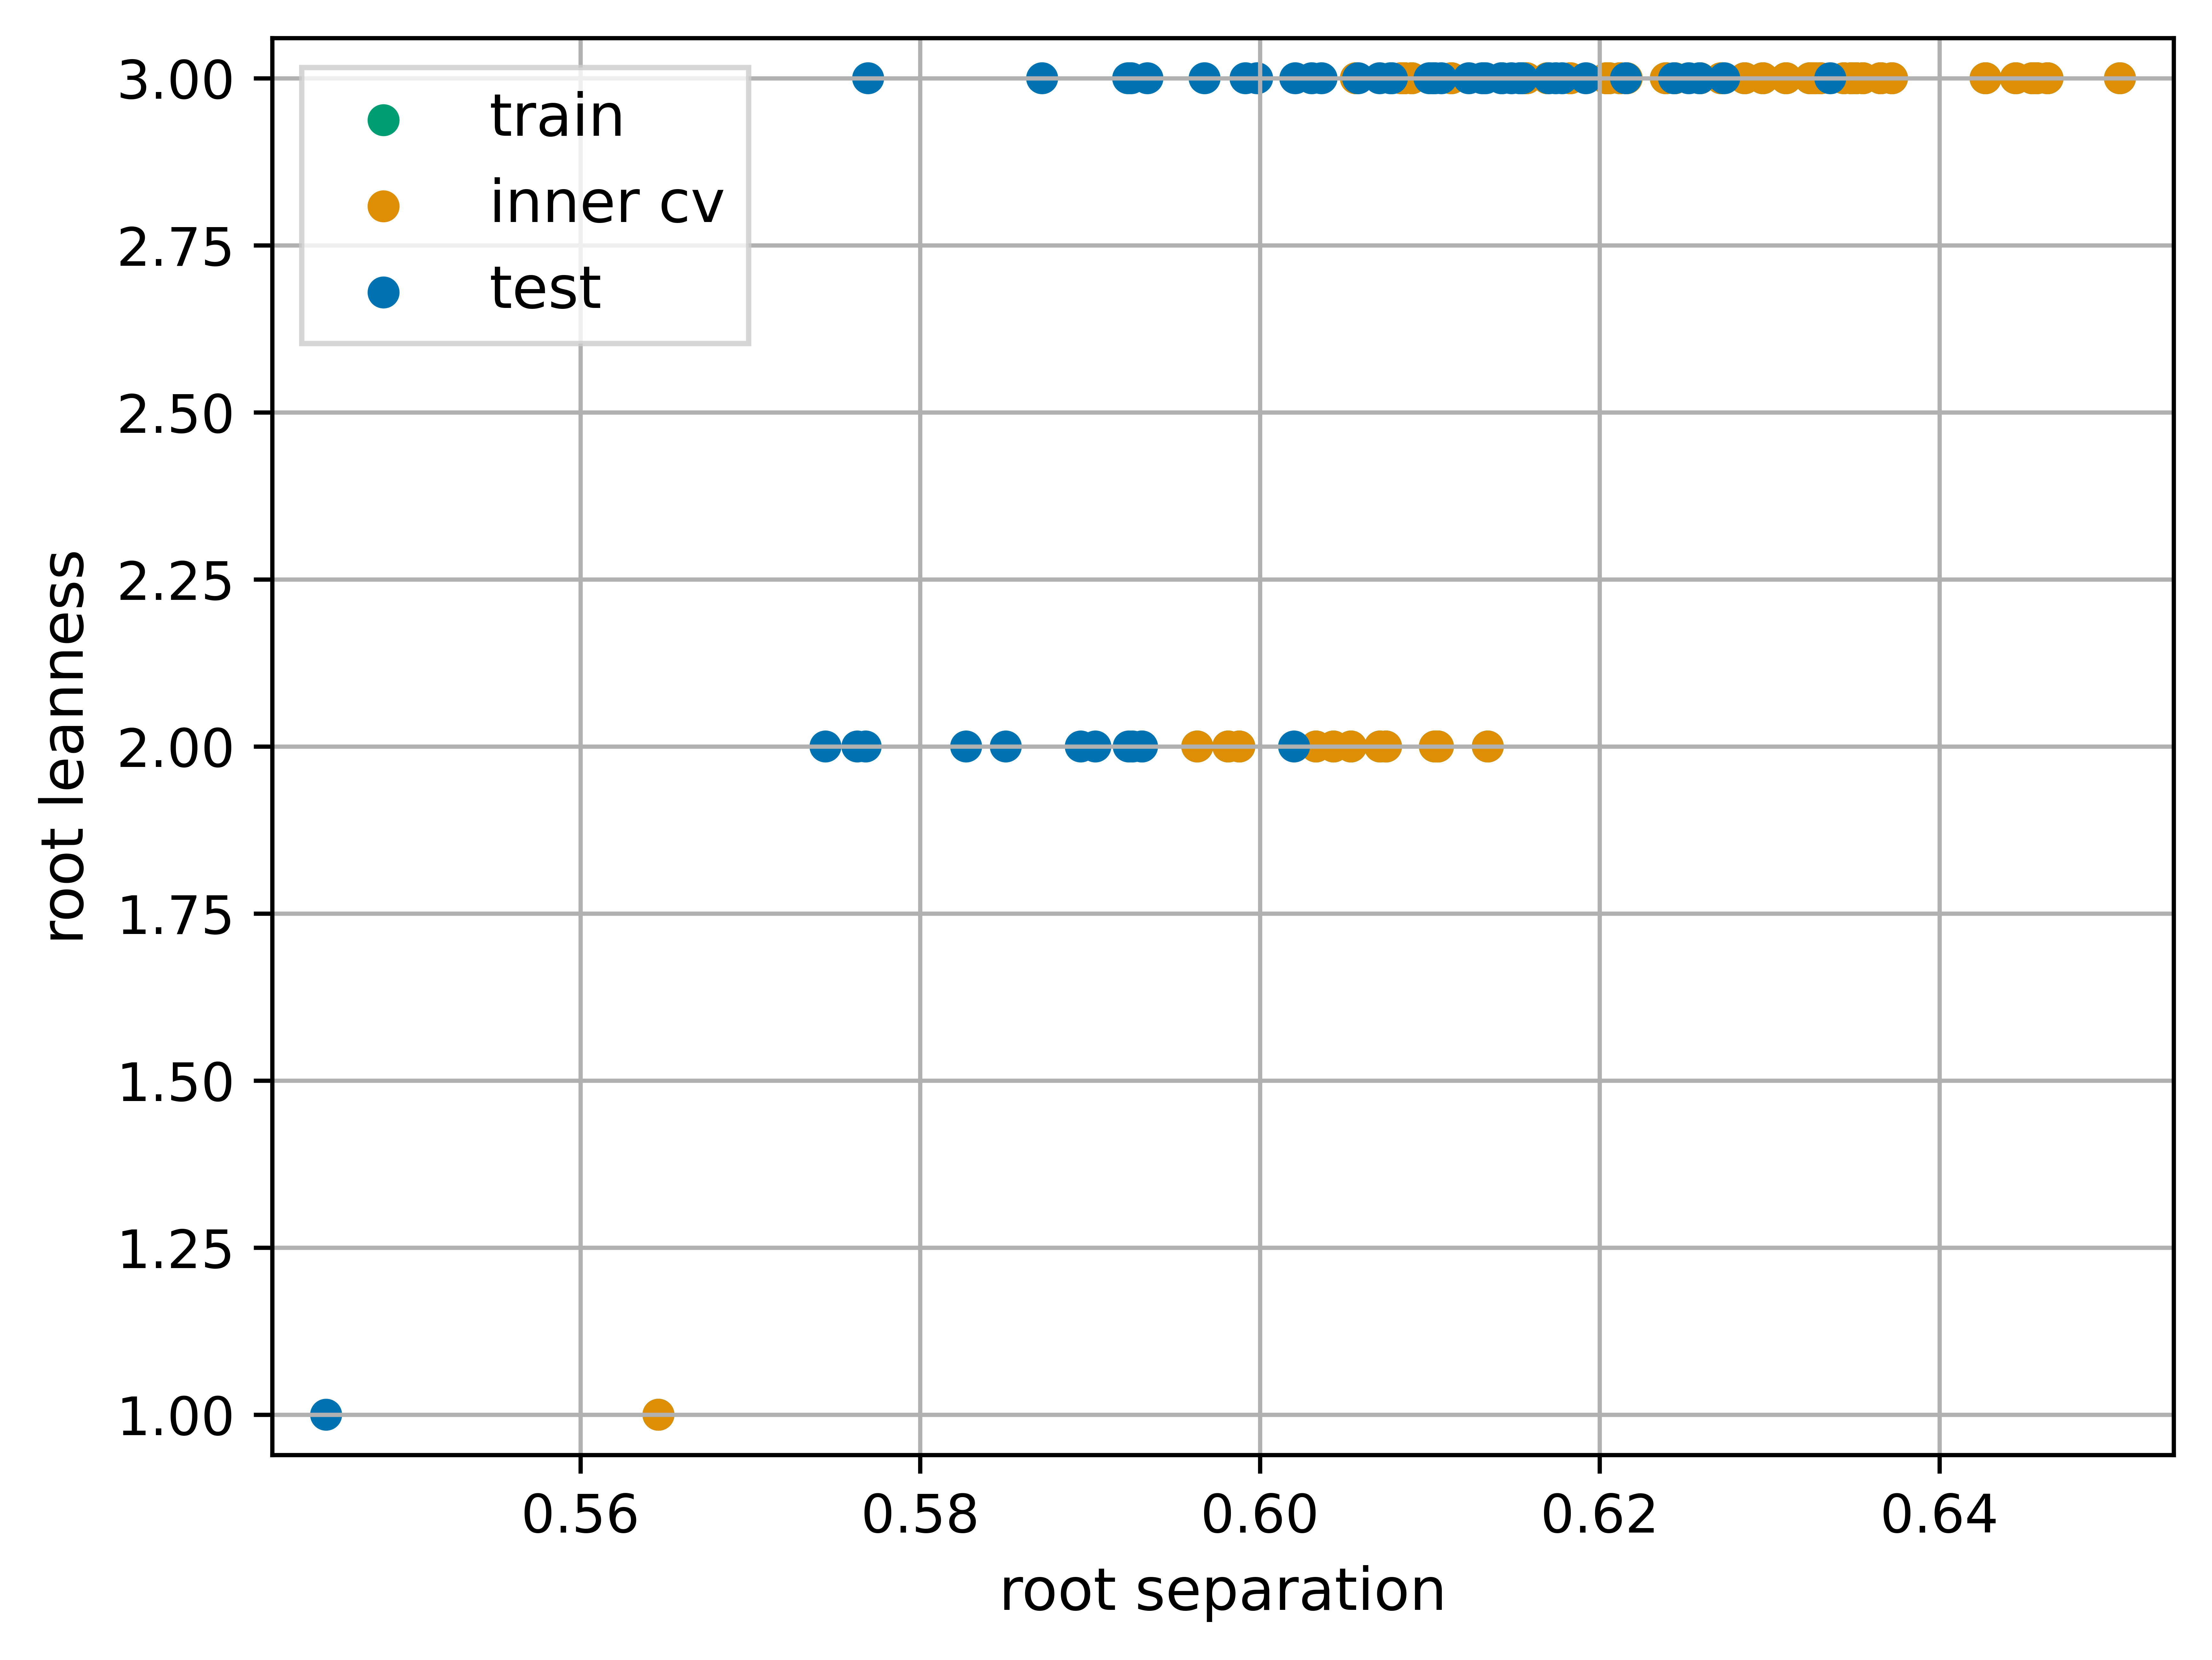 3.00
2.75
2.50
2.25
2.00
1.75
1.50
1.25
1.00
root leanness
train
inner cv
test
0.56 0.58 0.60 0.62 0.64
root separation